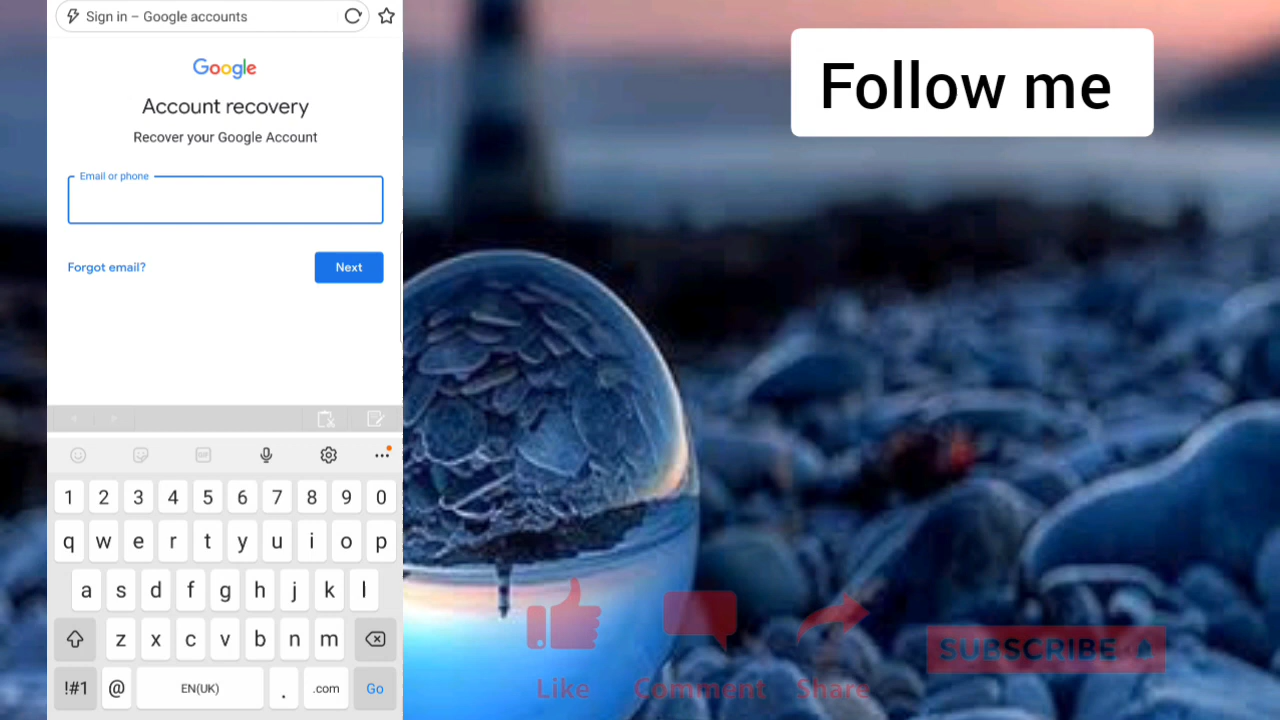 Sign in – Google accounts
Google
Account recovery
Recover your Google Account
Email or phone
Forgot email?
Next
Follow me
GIF
1 2 3 4 5 6 7 8 9 0
q w e r t y u i o p
a s d f g h j k l
z x c v b n m
!#1 @ EN(UK) . .com Go
Like Comment Share
SUBSCRIBE